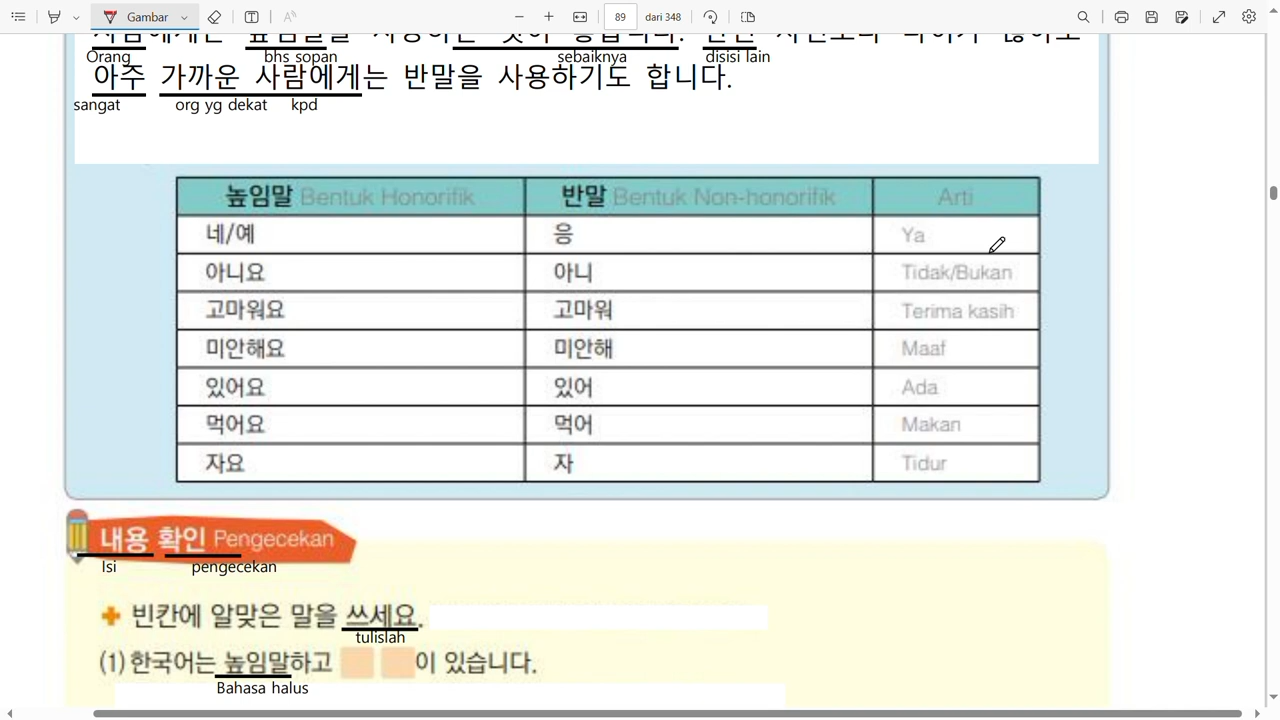 Gambar
89
dari 348
Orang bhs sopan sebaiknya disisi lain
아주 가까운 사람에게는 반말을 사용하기도 합니다.
sangat org yg dekat kpd
높임말 Bentuk Honorifik 반말 Bentuk Non-honorifik Arti
네/예 응 Ya
아니요 아니 Tidak/Bukan
고마워요 고마워 Terima kasih
미안해요 미안해 Maaf
있어요 있어 Ada
먹어요 먹어 Makan
자요 자 Tidur
내용 확인 Pengecekan
Isi pengecekan
빈칸에 알맞은 말을 쓰세요.
tulislah
(1) 한국어는 높임말하고 이 있습니다.
Bahasa halus